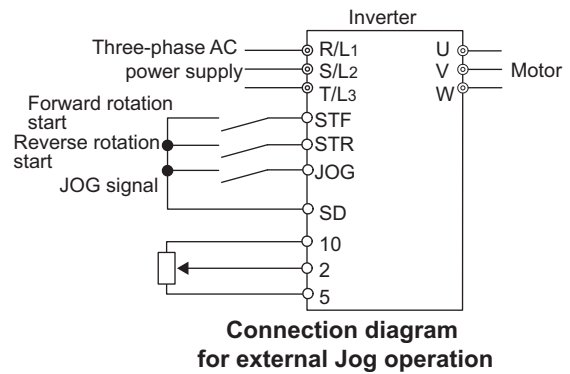 Inverter
Three-phase AC
power supply
R/L1
S/L2
T/L3
U
V
W
Motor
Forward rotation
start
Reverse rotation
start
JOG signal
STF
STR
JOG
SD
10
2
5
Connection diagram
for external Jog operation